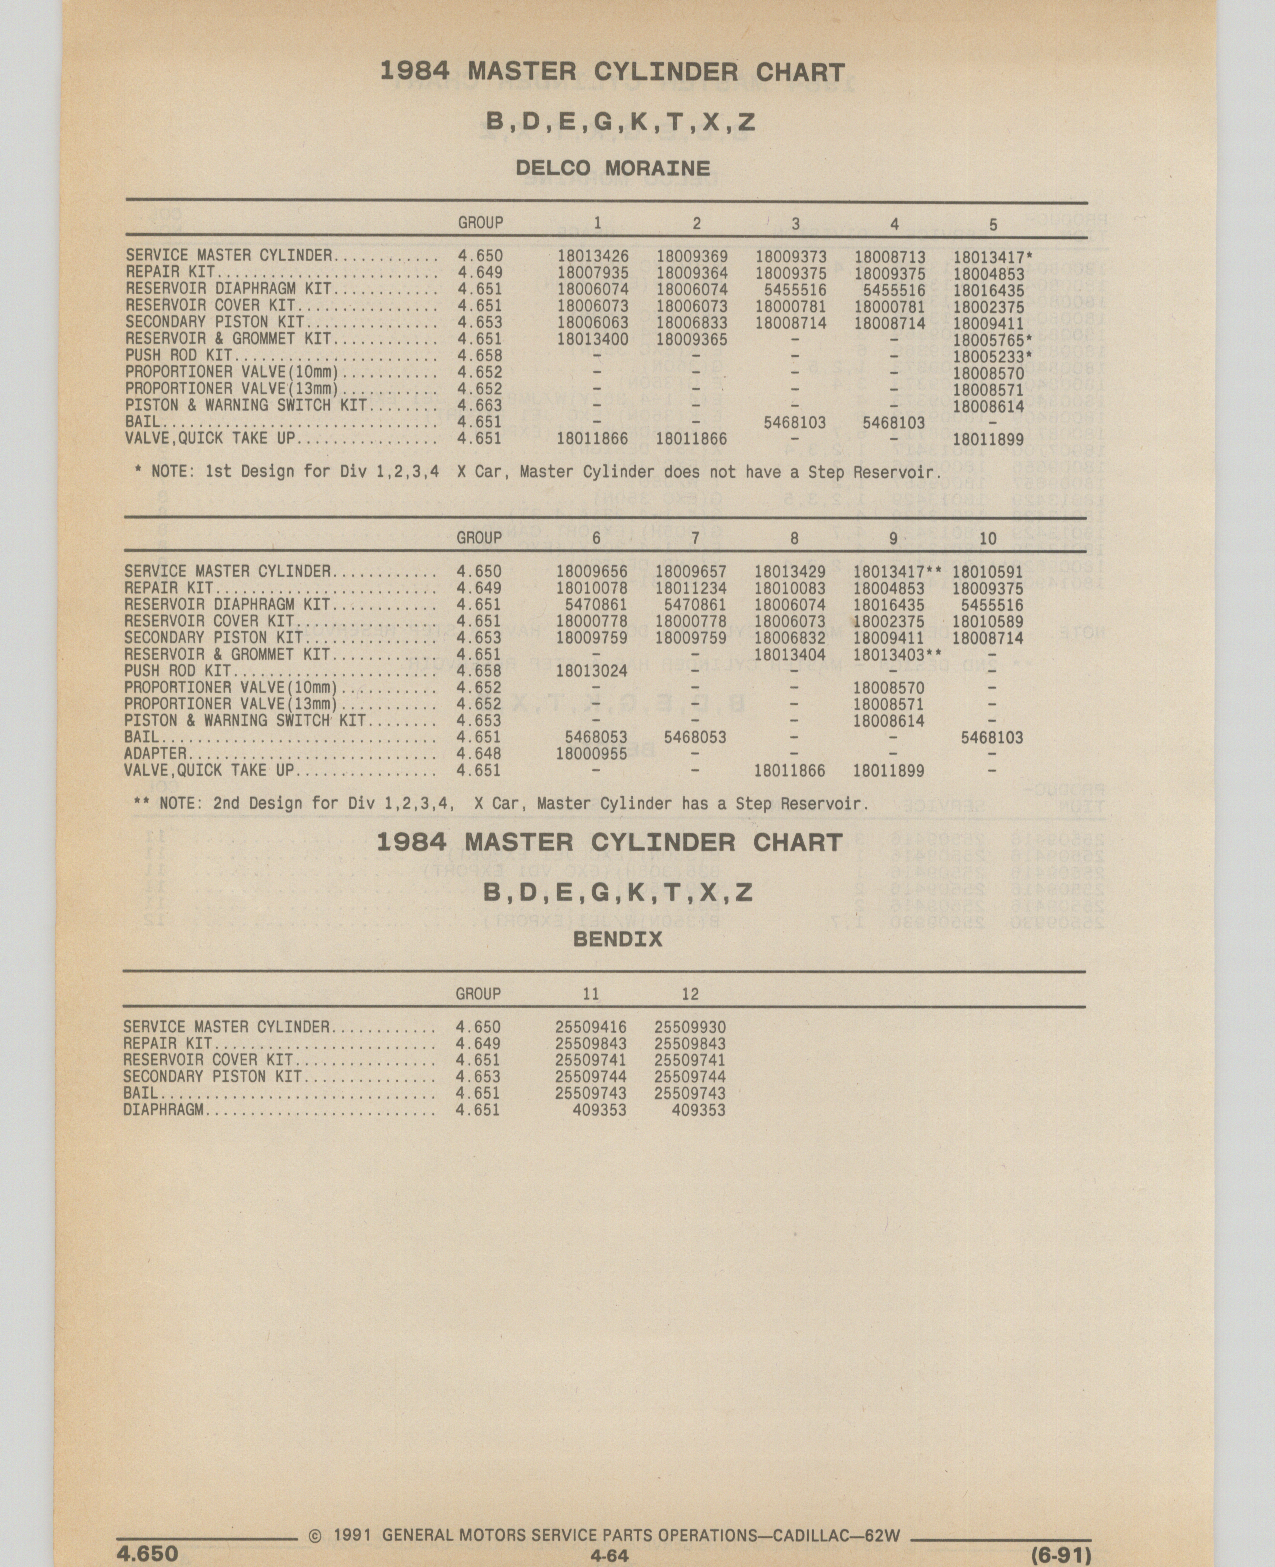 1984 MASTER CYLINDER CHART
B,D,E,G,K,T,X,Z
DELCO MORAINE
GROUP 1 2 3 4 5
SERVICE MASTER CYLINDER............ 4.650 18013426 18009369 18009373 18008713 18013417*
REPAIR KIT......................... 4.649 18007935 18009364 18009375 18009375 18004853
RESERVOIR DIAPHRAGM KIT............ 4.651 18006074 18006074 5455516 5455516 18016435
RESERVOIR COVER KIT................ 4.651 18006073 18006073 18000781 18000781 18002375
SECONDARY PISTON KIT............... 4.653 18006063 18006833 18008714 18008714 18009411
RESERVOIR & GROMMET KIT............ 4.651 18013400 18009365 – – 18005765*
PUSH ROD KIT....................... 4.658 – – – – 18005233*
PROPORTIONER VALVE(10mm)........... 4.652 – – – – 18008570
PROPORTIONER VALVE(13mm)........... 4.652 – – – – 18008571
PISTON & WARNING SWITCH KIT........ 4.663 – – – – 18008614
BAIL............................... 4.651 – – 5468103 5468103 –
VALVE,QUICK TAKE UP................ 4.651 18011866 18011866 – – 18011899
* NOTE: 1st Design for Div 1,2,3,4 X Car, Master Cylinder does not have a Step Reservoir.
GROUP 6 7 8 9 10
SERVICE MASTER CYLINDER............ 4.650 18009656 18009657 18013429 18013417** 18010591
REPAIR KIT......................... 4.649 18010078 18011234 18010083 18004853 18009375
RESERVOIR DIAPHRAGM KIT............ 4.651 5470861 5470861 18006074 18016435 5455516
RESERVOIR COVER KIT................ 4.651 18000778 18000778 18006073 18002375 18010589
SECONDARY PISTON KIT............... 4.653 18009759 18009759 18006832 18009411 18008714
RESERVOIR & GROMMET KIT............ 4.651 – – 18013404 18013403** –
PUSH ROD KIT....................... 4.658 18013024 – – – –
PROPORTIONER VALVE(10mm)........... 4.652 – – – 18008570 –
PROPORTIONER VALVE(13mm)........... 4.652 – – – 18008571 –
PISTON & WARNING SWITCH KIT........ 4.653 – – – 18008614 –
BAIL............................... 4.651 5468053 5468053 – – 5468103
ADAPTER............................ 4.648 18000955 – – – –
VALVE,QUICK TAKE UP................ 4.651 – – 18011866 18011899 –
** NOTE: 2nd Design for Div 1,2,3,4, X Car, Master Cylinder has a Step Reservoir.
1984 MASTER CYLINDER CHART
B,D,E,G,K,T,X,Z
BENDIX
GROUP 11 12
SERVICE MASTER CYLINDER............ 4.650 25509416 25509930
REPAIR KIT......................... 4.649 25509843 25509843
RESERVOIR COVER KIT................ 4.651 25509741 25509741
SECONDARY PISTON KIT............... 4.653 25509744 25509744
BAIL............................... 4.651 25509743 25509743
DIAPHRAGM.......................... 4.651 409353 409353
© 1991 GENERAL MOTORS SERVICE PARTS OPERATIONS—CADILLAC—62W
4.650 4-64 (6-91)